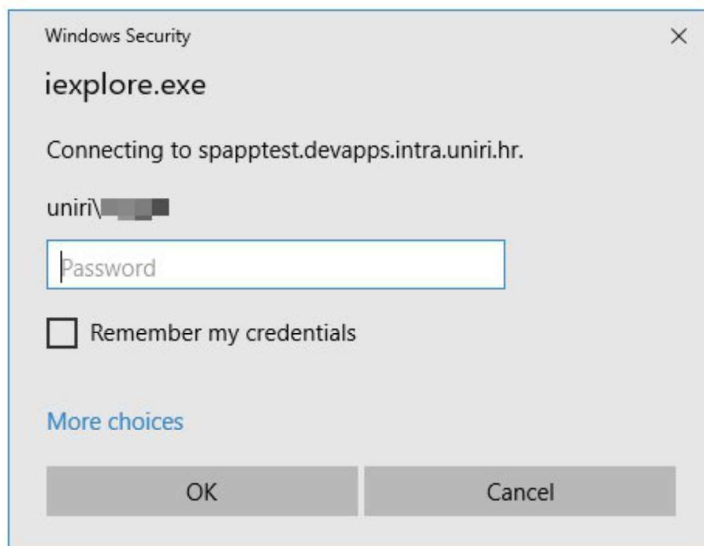 Windows Security
iexplore.exe
Connecting to spapptest.devapps.intra.uniri.hr.
uniri\
Password
Remember my credentials
More choices
OK
Cancel